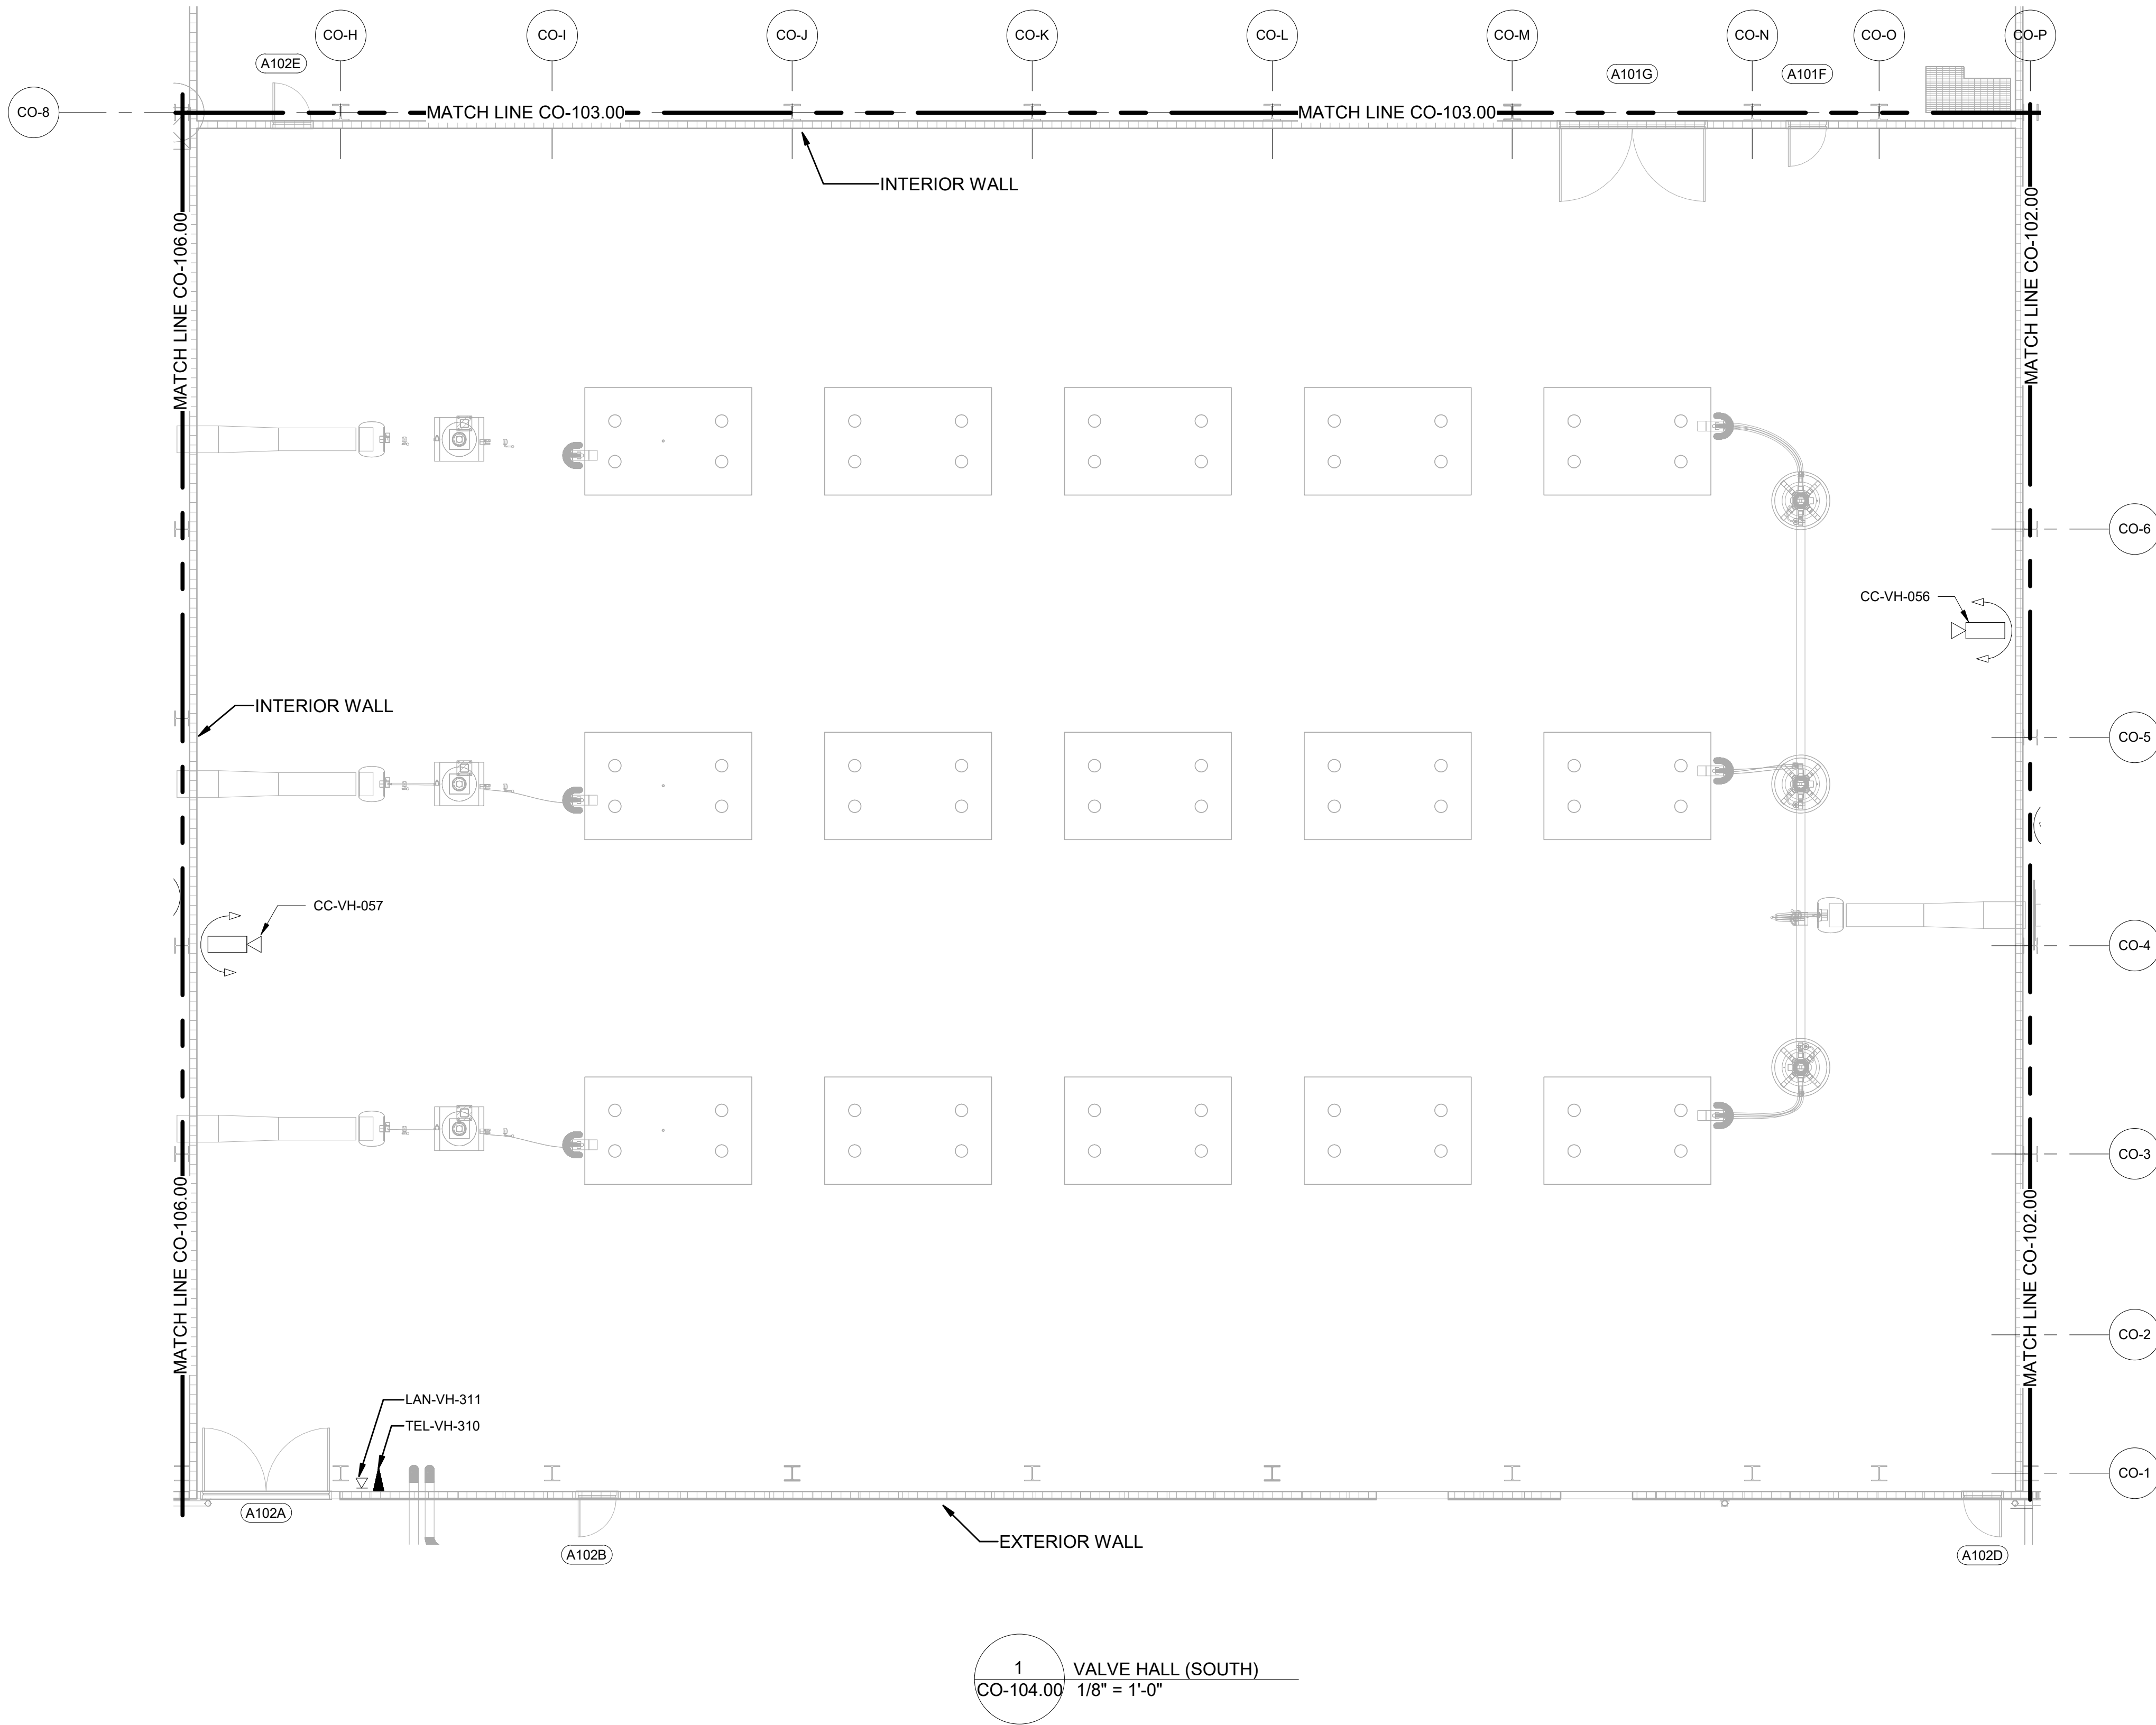 CO-H
CO-I
CO-J
CO-K
CO-L
CO-M
CO-N
CO-O
CO-P
A102E
A101G
A101F
CO-8
MATCH LINE CO-103.00
MATCH LINE CO-103.00
INTERIOR WALL
MATCH LINE CO-106.00
MATCH LINE CO-102.00
CO-6
CC-VH-056
INTERIOR WALL
CO-5
CC-VH-057
CO-4
CO-3
MATCH LINE CO-106.00
MATCH LINE CO-102.00
CO-2
LAN-VH-311
TEL-VH-310
CO-1
A102A
EXTERIOR WALL
A102B
A102D
1
VALVE HALL (SOUTH)
CO-104.00
1/8" = 1'-0"